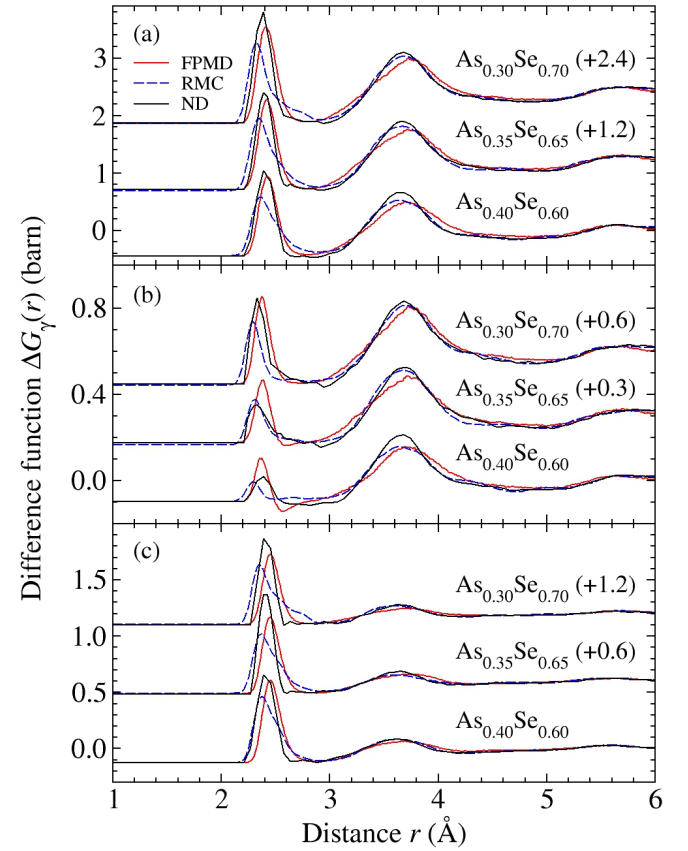 (a)
FPMD
RMC
ND
As0.30Se0.70 (+2.4)
As0.35Se0.65 (+1.2)
As0.40Se0.60
3
2
1
0
(b)
As0.30Se0.70 (+0.6)
As0.35Se0.65 (+0.3)
As0.40Se0.60
0.8
0.4
0.0
(c)
As0.30Se0.70 (+1.2)
As0.35Se0.65 (+0.6)
As0.40Se0.60
1.5
1.0
0.5
0.0
1 2 3 4 5 6
Distance r (Å)
Difference function ΔGγ(r) (barn)